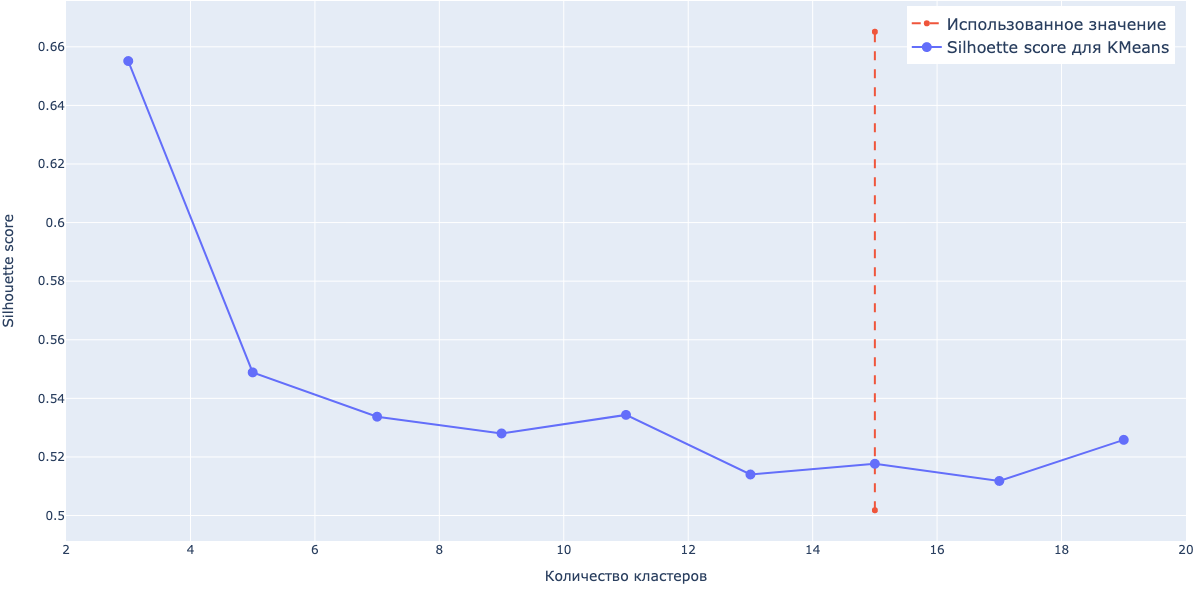 Использованное значение
Silhoette score для KMeans
0.66
0.64
0.62
0.6
0.58
0.56
0.54
0.52
0.5
Silhouette score
2 4 6 8 10 12 14 16 18 20
Количество кластеров